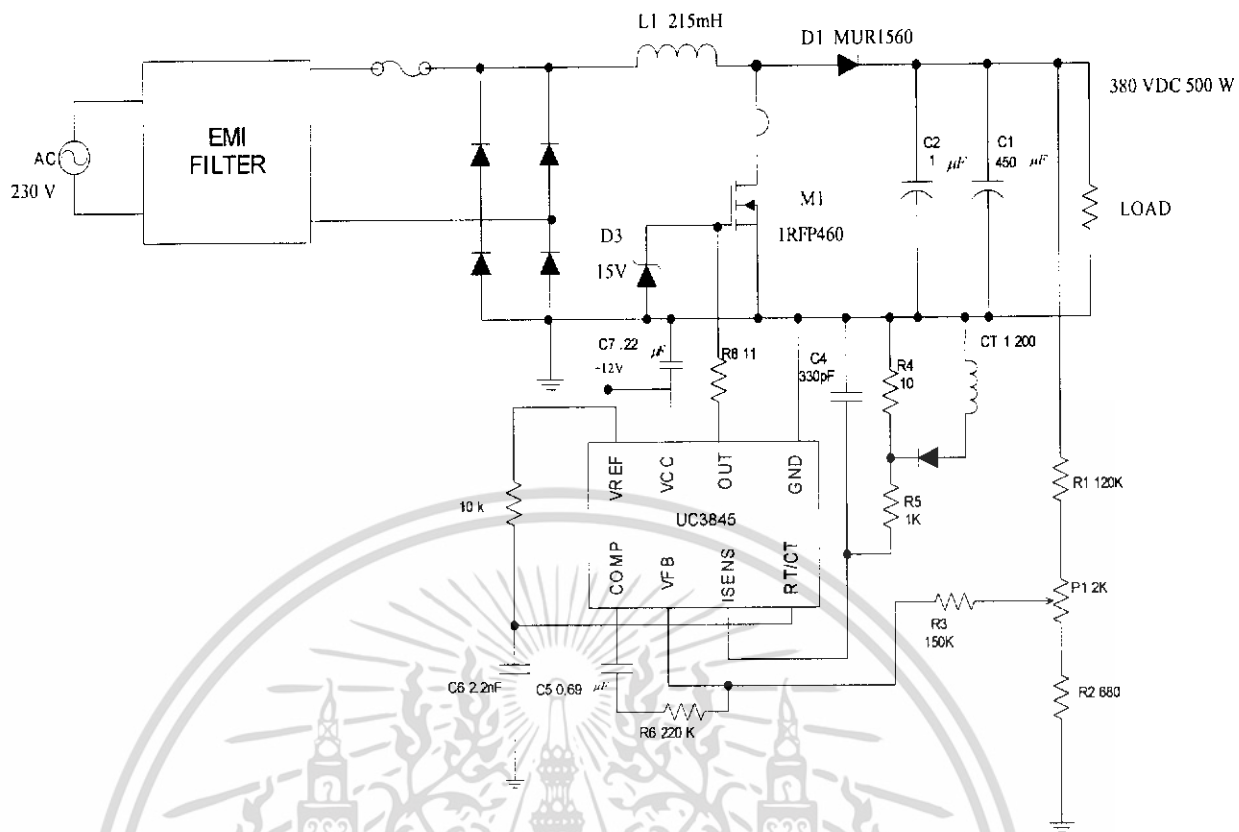 L1 215mH
D1 MUR1560
380 VDC 500 W
EMI
FILTER
AC
230 V
C2
1 µF
C1
450 µF
LOAD
M1
1RFP460
D3
15V
C7 .22
µF
-12V
R8 11
C4
330pF
R4
10
CT 1 200
VREF
VCC
OUT
GND
10 k
UC3845
R5
1K
R1 120K
COMP
VFB
ISENS
RT/CT
P1 2K
R3
150K
C6 2.2nF
C5 0.69 µF
R6 220 K
R2 680